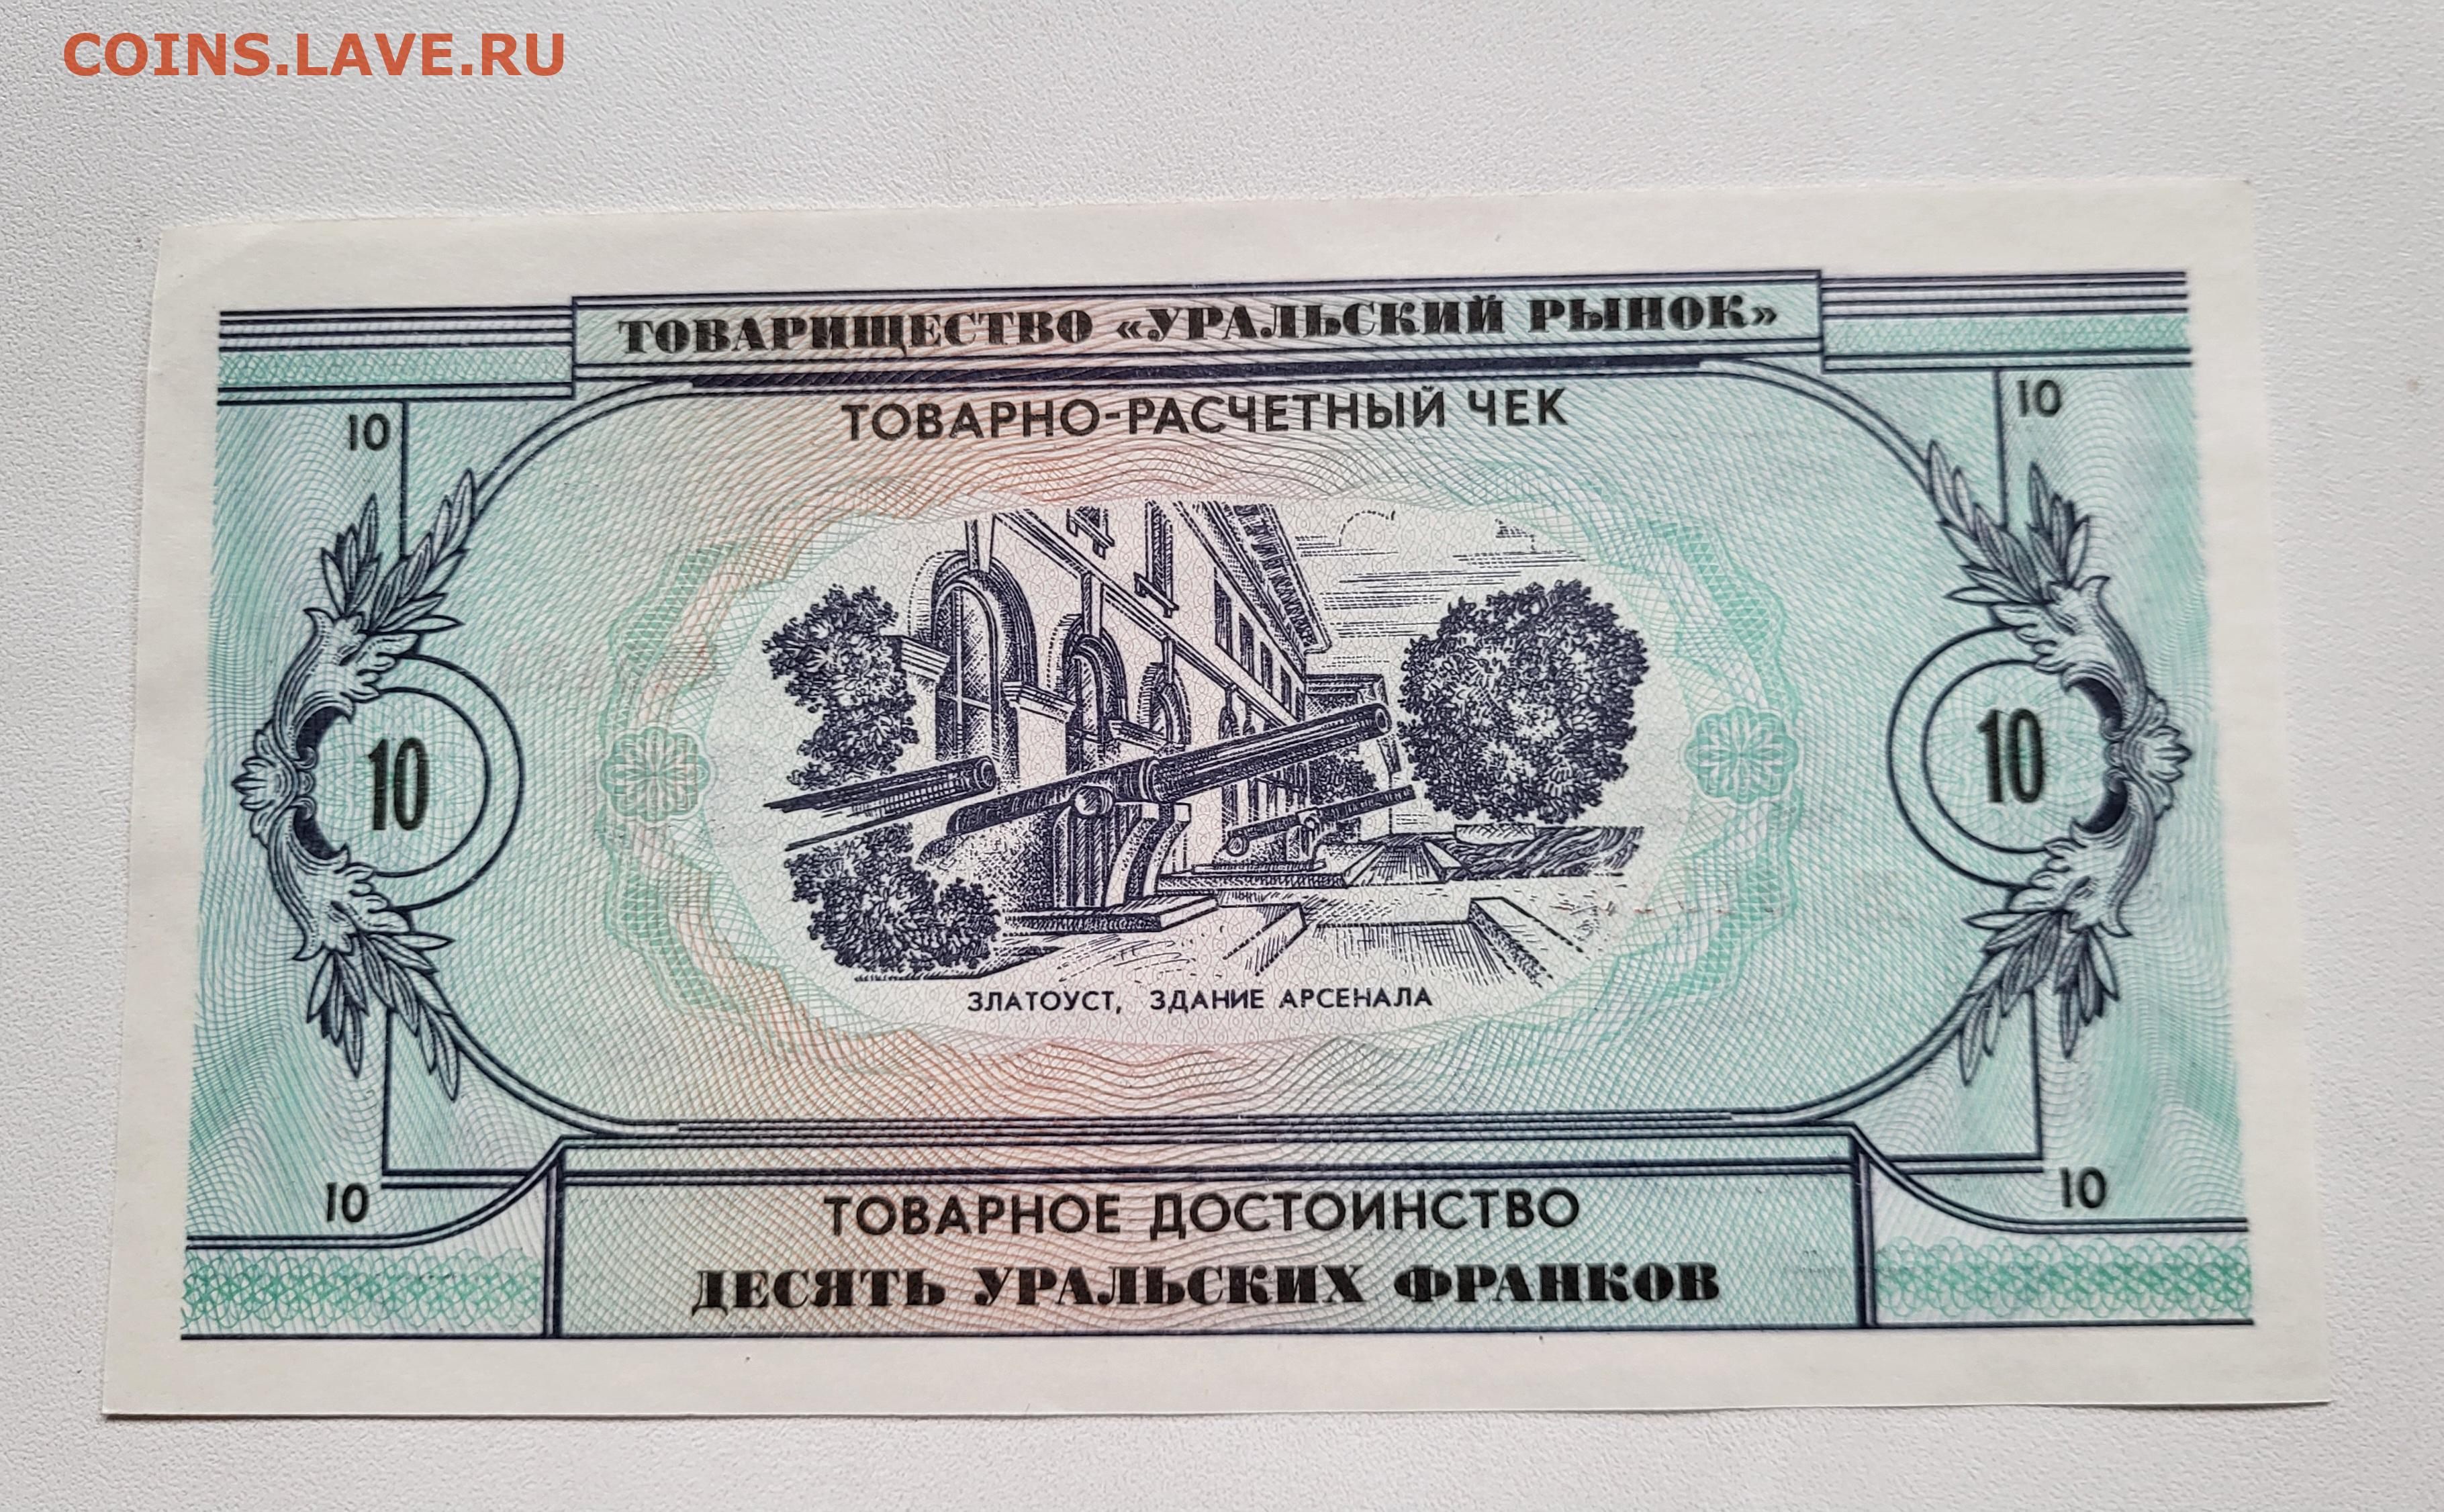 COINS.LAVE.RU
ТОВАРИЩЕСТВО «УРАЛЬСКИЙ РЫНОК»
ТОВАРНО-РАСЧЕТНЫЙ ЧЕК
10 10
10 10
ЗЛАТОУСТ, ЗДАНИЕ АРСЕНАЛА
10 10
ТОВАРНОЕ ДОСТОИНСТВО
ДЕСЯТЬ УРАЛЬСКИХ ФРАНКОВ